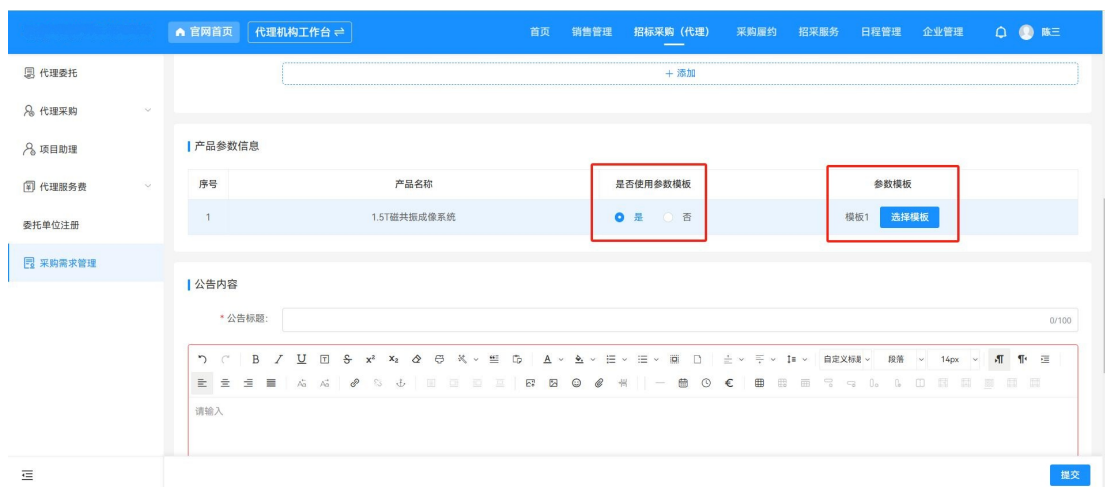 官网首页 代理机构工作台 首页 销售管理 招标采购（代理） 采购履约 招采服务 日程管理 企业管理 陈三
代理委托
+ 添加
代理采购
项目助理
产品参数信息
代理服务费
序号 产品名称 是否使用参数模板 参数模板
委托单位注册
1 1.5T磁共振成像系统 是 否 模板1 选择模板
采购需求管理
公告内容
* 公告标题: 0/100
自定义标题 段落 14px
请输入
提交